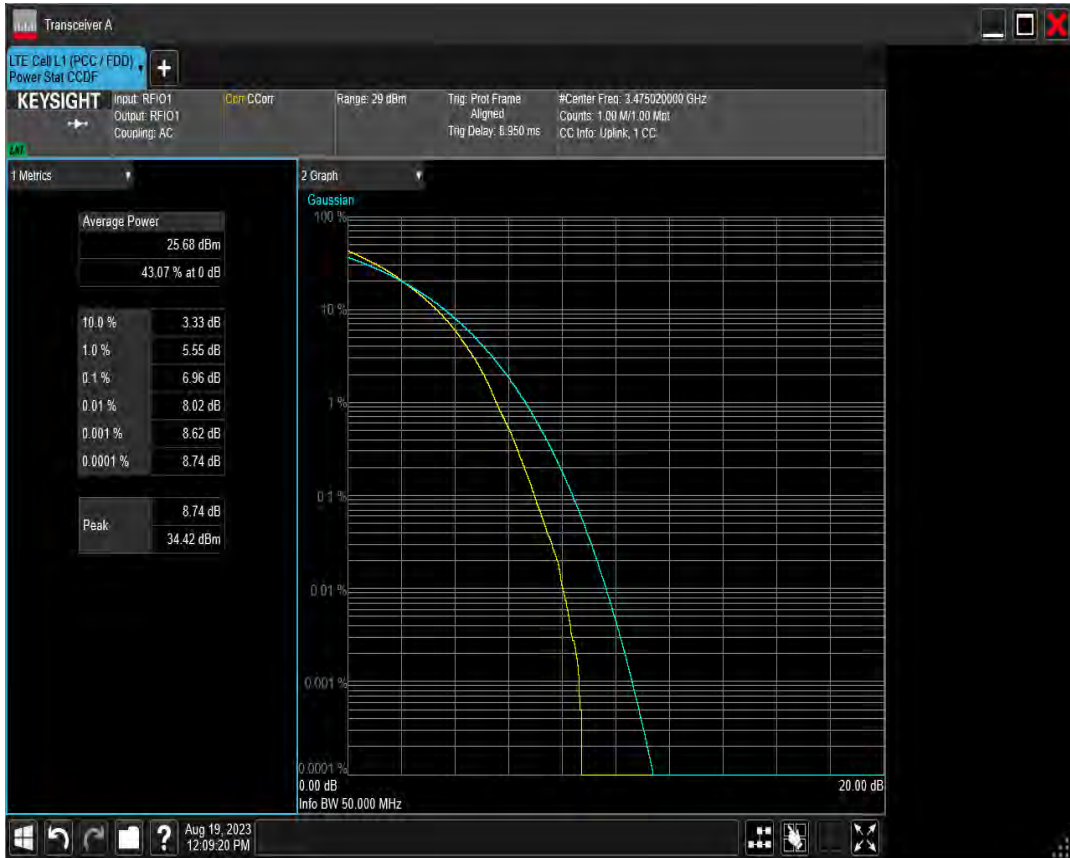 Transceiver A
LTE Cell L1 (PCC / FDD)
Power Stat CCDF
KEYSIGHT
Input: RFIO1
Output: RFIO1
Coupling: AC
Corr CCorr
Range: 29 dBm
Trig: Prot Frame
Aligned
Trig Delay: 8.950 ms
#Center Freq: 3.475020000 GHz
Counts: 1.00 M/1.00 Mpt
CC Info: Uplink, 1 CC
1 Metrics
Average Power
25.68 dBm
43.07 % at 0 dB
10.0 % 3.33 dB
1.0 % 5.55 dB
0.1 % 6.96 dB
0.01 % 8.02 dB
0.001 % 8.62 dB
0.0001 % 8.74 dB
Peak
8.74 dB
34.42 dBm
2 Graph
Gaussian
100 %
10 %
1 %
0.1 %
0.01 %
0.001 %
0.0001 %
0.00 dB 20.00 dB
Info BW 50.000 MHz
Aug 19, 2023
12:09:20 PM